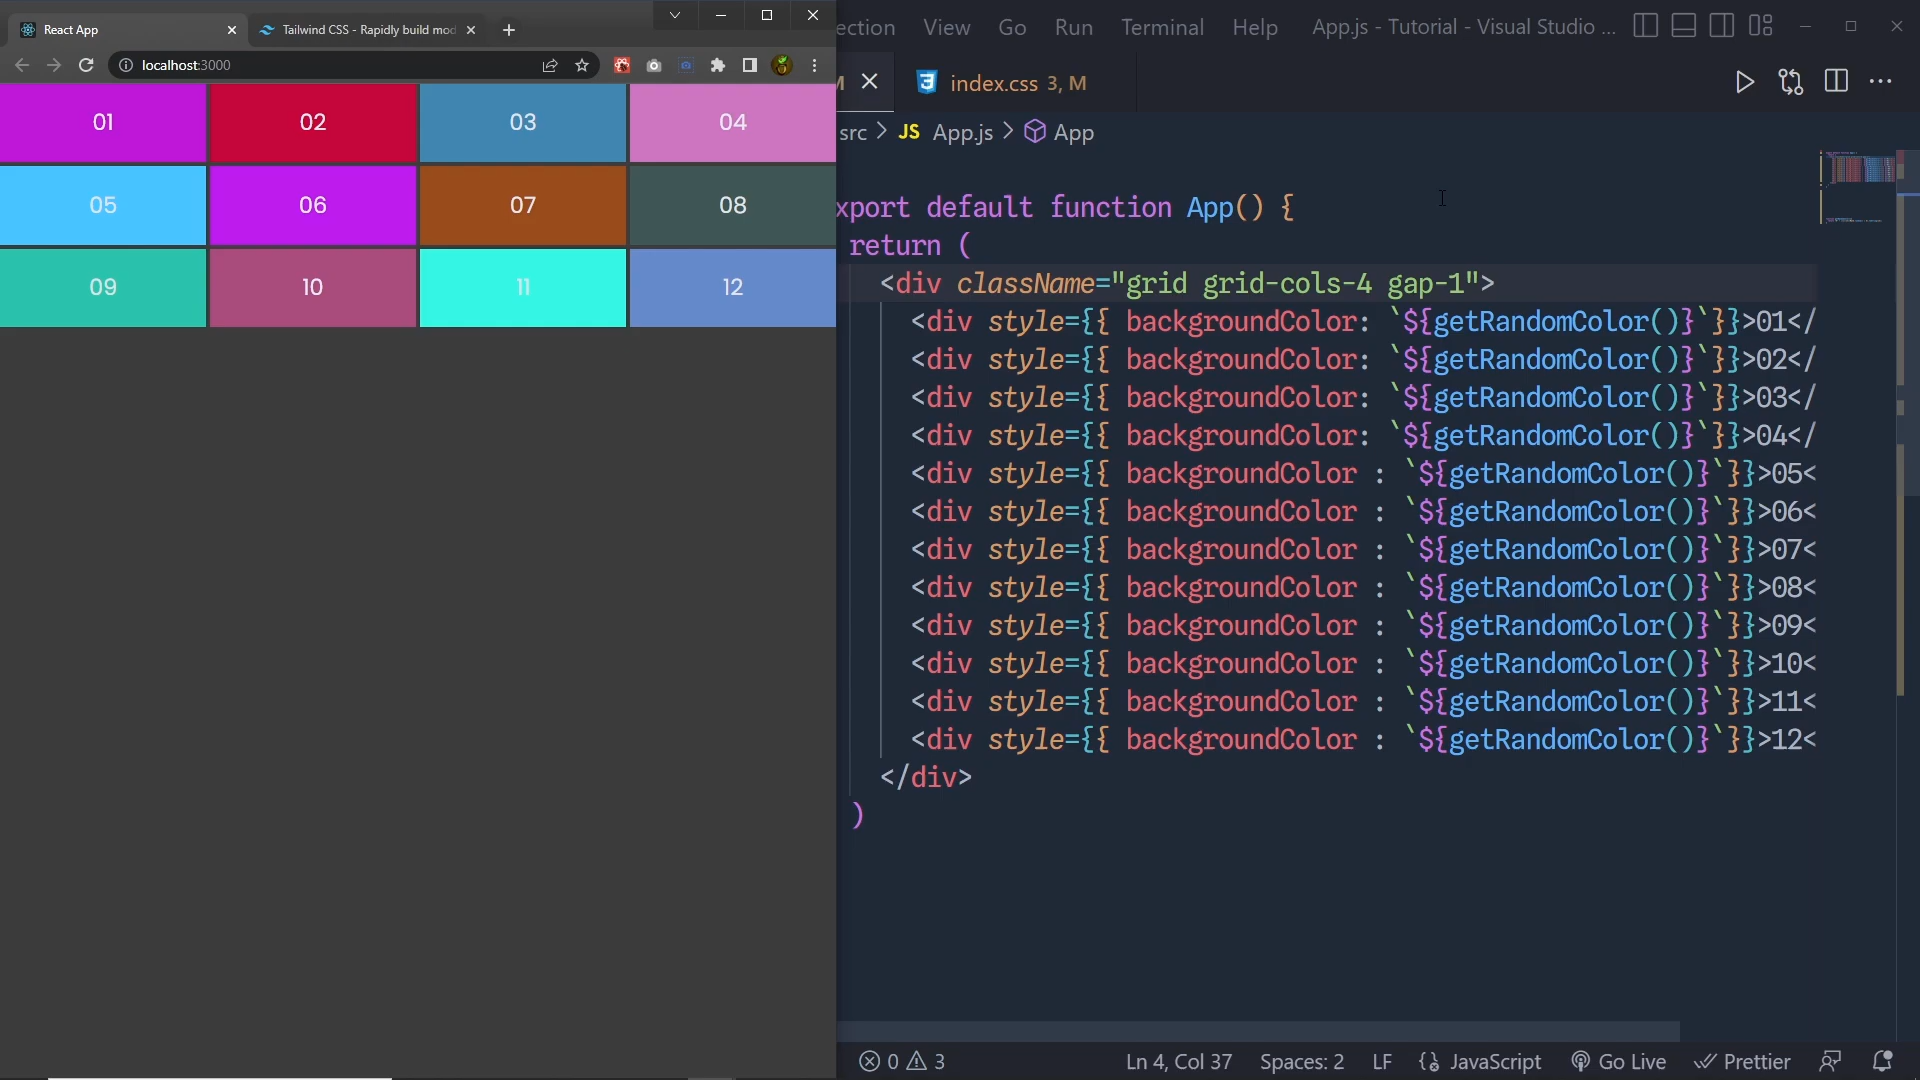 React App
Tailwind CSS - Rapidly build mod
localhost:3000
01 02 03 04
05 06 07 08
09 10 11 12
ection View Go Run Terminal Help App.js - Tutorial - Visual Studio ...
M index.css 3, M
src > JS App.js > App
xport default function App() {
return (
<div className="grid grid-cols-4 gap-1">
<div style={{ backgroundColor: `${getRandomColor()}`}}>01</
<div style={{ backgroundColor: `${getRandomColor()}`}}>02</
<div style={{ backgroundColor: `${getRandomColor()}`}}>03</
<div style={{ backgroundColor: `${getRandomColor()}`}}>04</
<div style={{ backgroundColor : `${getRandomColor()}`}}>05<
<div style={{ backgroundColor : `${getRandomColor()}`}}>06<
<div style={{ backgroundColor : `${getRandomColor()}`}}>07<
<div style={{ backgroundColor : `${getRandomColor()}`}}>08<
<div style={{ backgroundColor : `${getRandomColor()}`}}>09<
<div style={{ backgroundColor : `${getRandomColor()}`}}>10<
<div style={{ backgroundColor : `${getRandomColor()}`}}>11<
<div style={{ backgroundColor : `${getRandomColor()}`}}>12<
</div>
)
0 3 Ln 4, Col 37 Spaces: 2 LF {} JavaScript Go Live Prettier